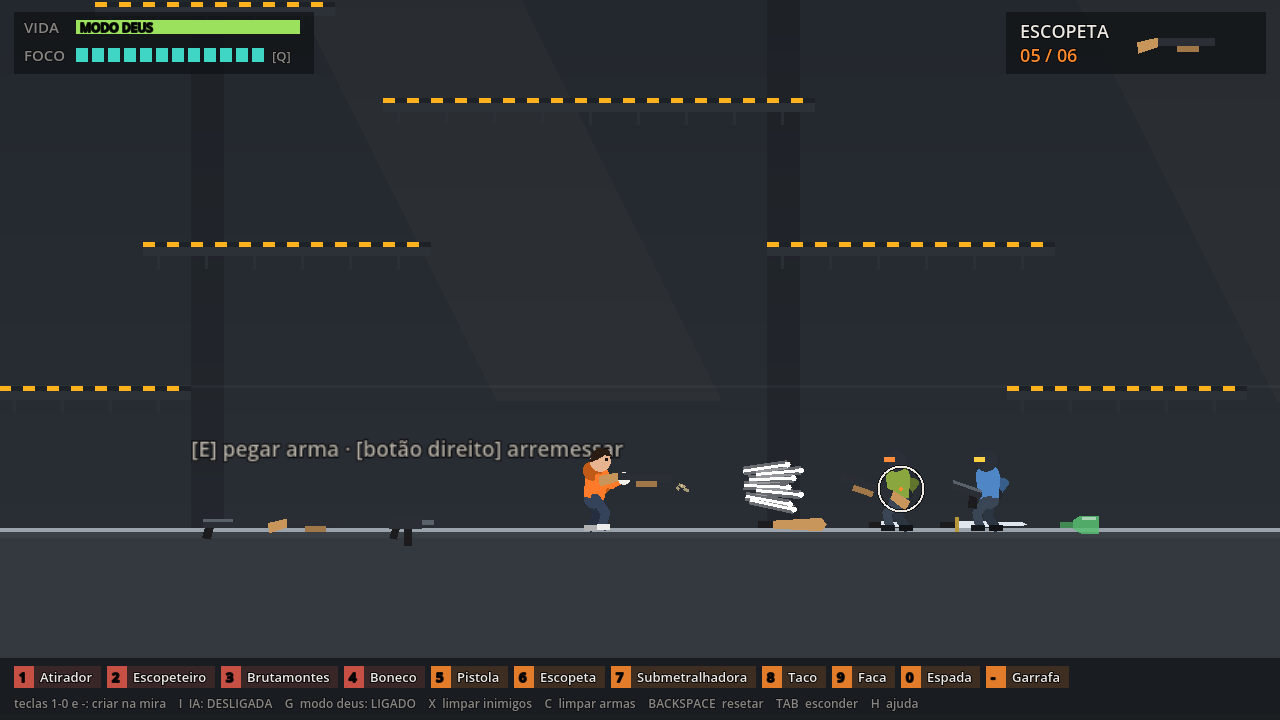 VIDA MODO DEUS
FOCO [Q]
ESCOPETA
05 / 06
[E] pegar arma · [botão direito] arremessar
1 Atirador 2 Escopeteiro 3 Brutamontes 4 Boneco 5 Pistola 6 Escopeta 7 Submetralhadora 8 Taco 9 Faca 0 Espada - Garrafa
teclas 1-0 e -: criar na mira I IA: DESLIGADA G modo deus: LIGADO X limpar inimigos C limpar armas BACKSPACE resetar TAB esconder H ajuda